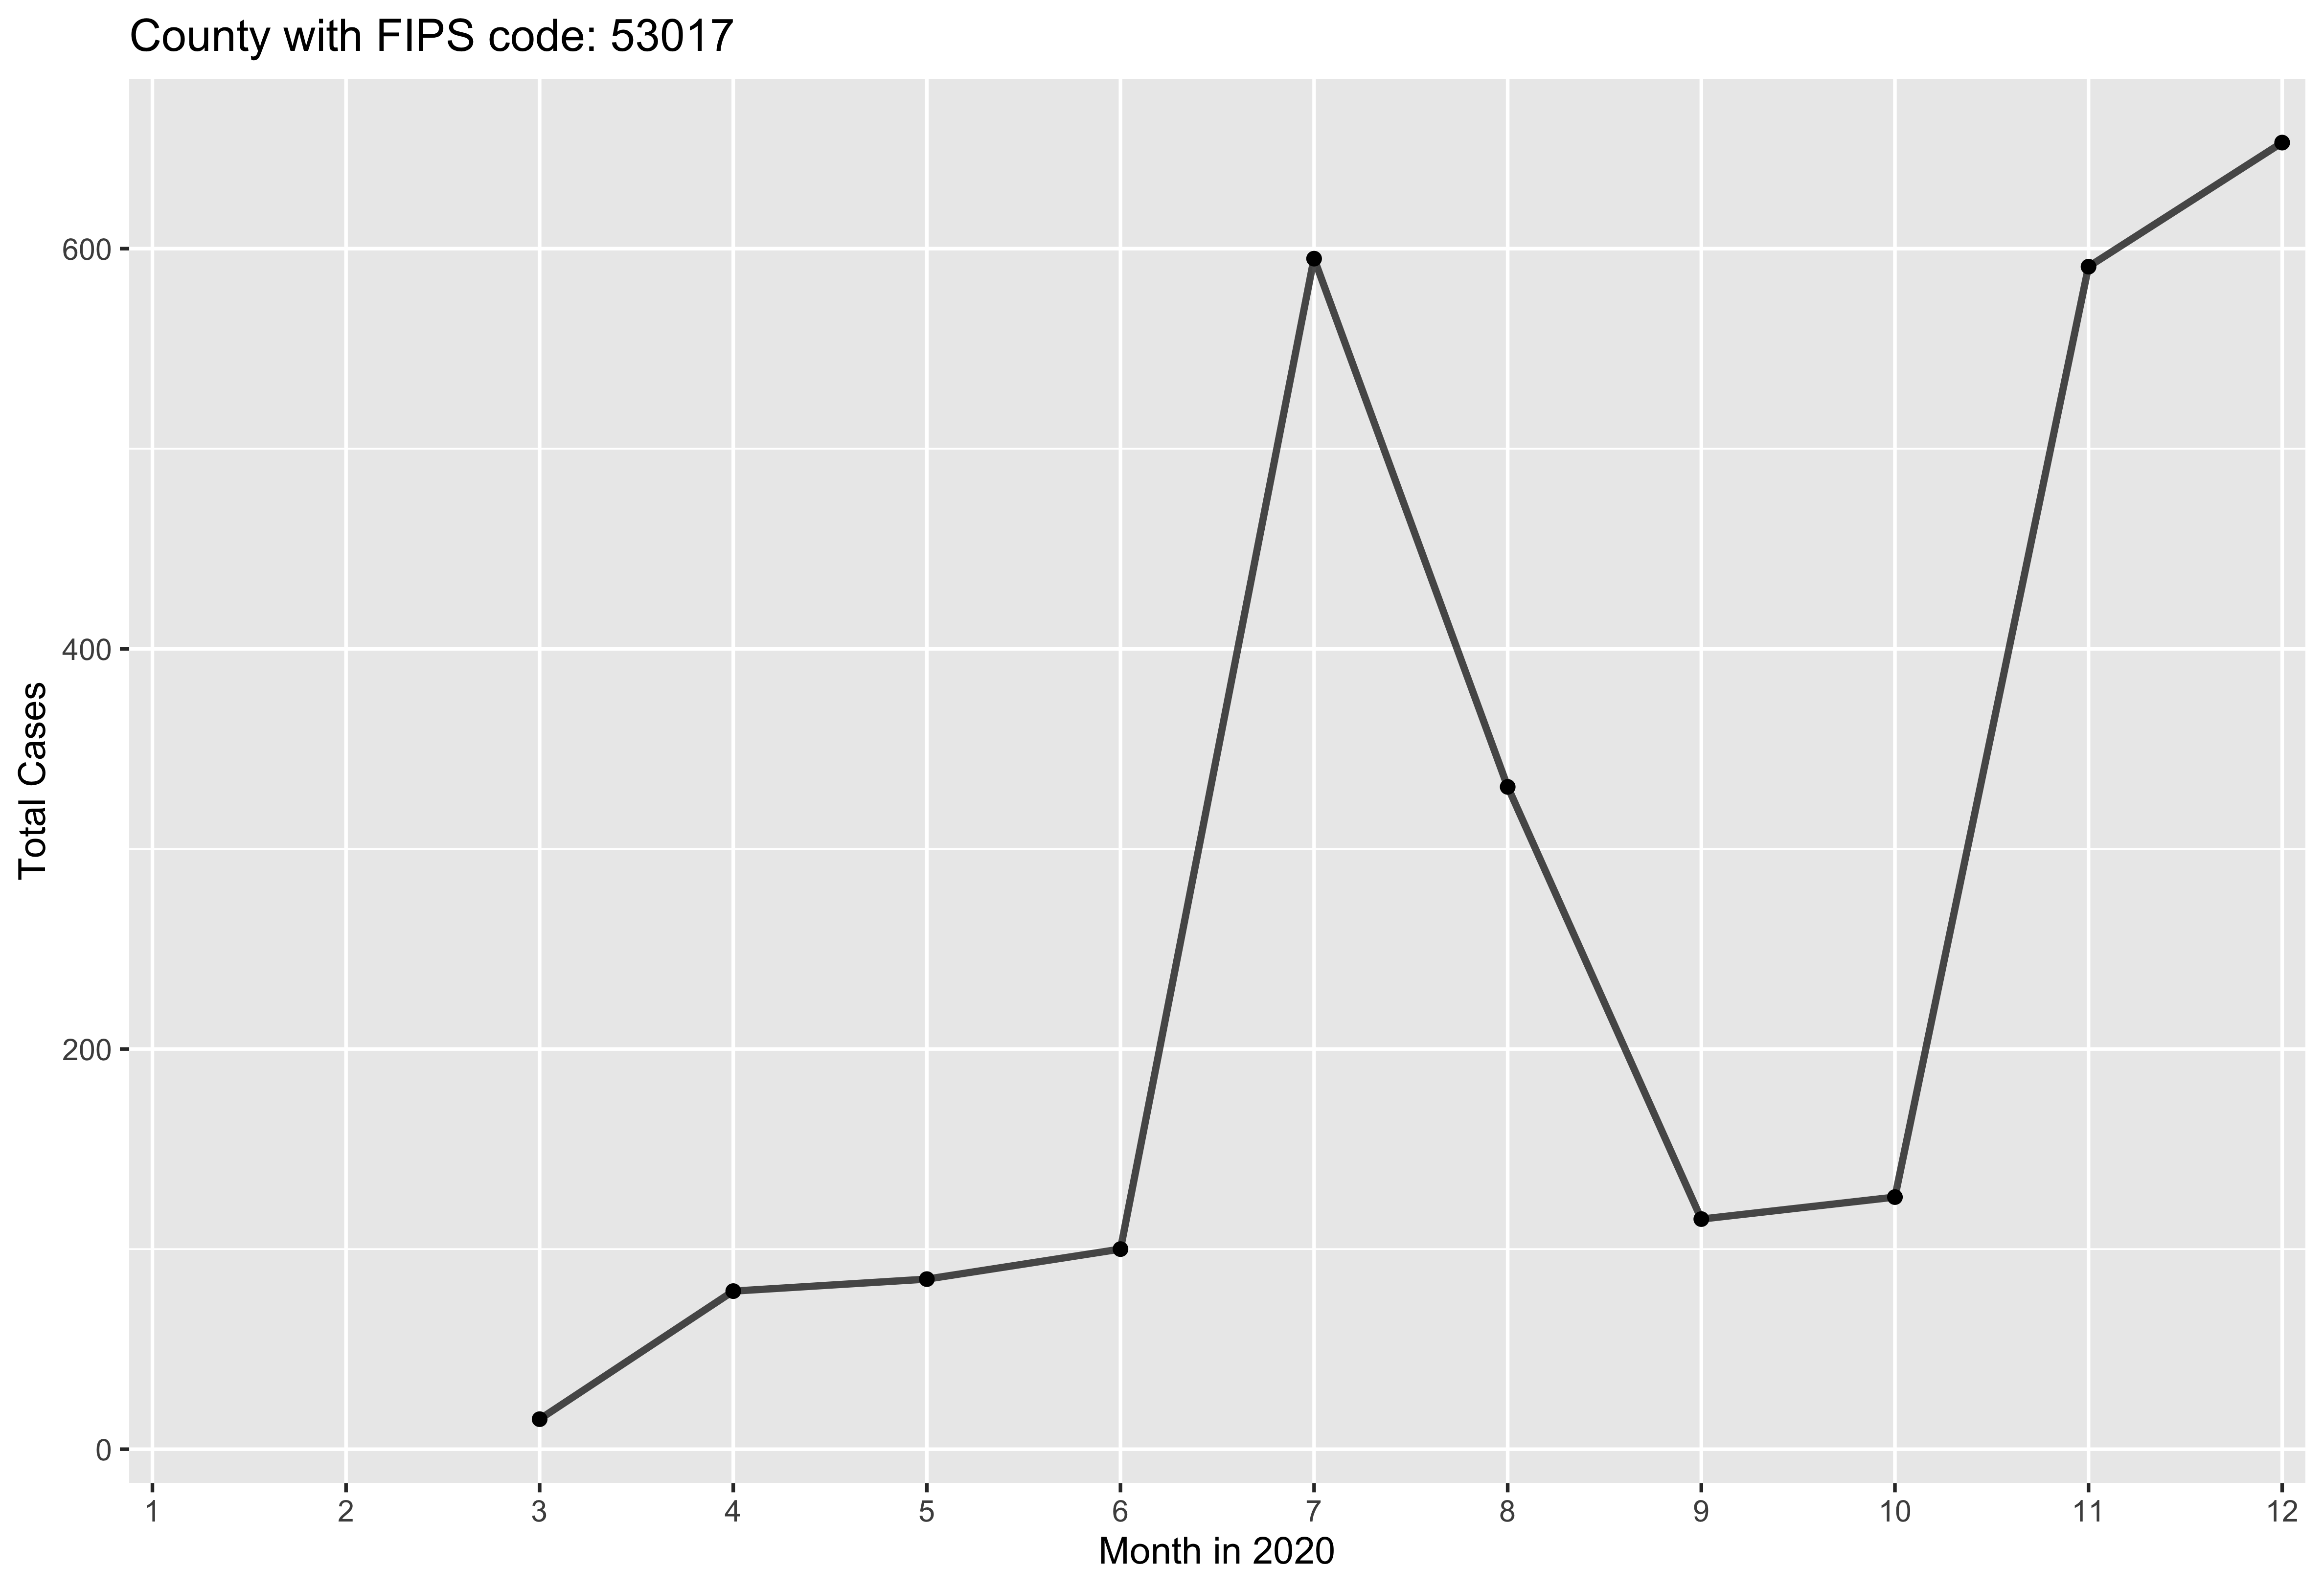 County with FIPS code: 53017
Total Cases
600
400
200
0
1 2 3 4 5 6 7 8 9 10 11 12
Month in 2020